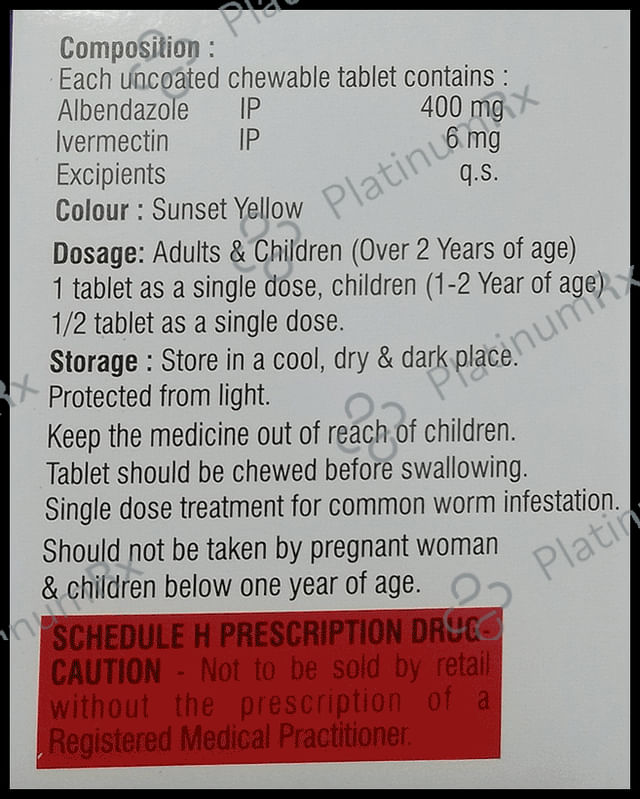 Composition :
Each uncoated chewable tablet contains :
Albendazole IP 400 mg
Ivermectin IP 6 mg
Excipients q.s.
Colour : Sunset Yellow
Dosage: Adults & Children (Over 2 Years of age)
1 tablet as a single dose, children (1-2 Year of age)
1/2 tablet as a single dose.
Storage : Store in a cool, dry & dark place.
Protected from light.
Keep the medicine out of reach of children.
Tablet should be chewed before swallowing.
Single dose treatment for common worm infestation.
Should not be taken by pregnant woman
& children below one year of age.
SCHEDULE H PRESCRIPTION DRUG-
CAUTION - Not to be sold by retail
without the prescription of a
Registered Medical Practitioner.
PlatinumRx
PlatinumRx